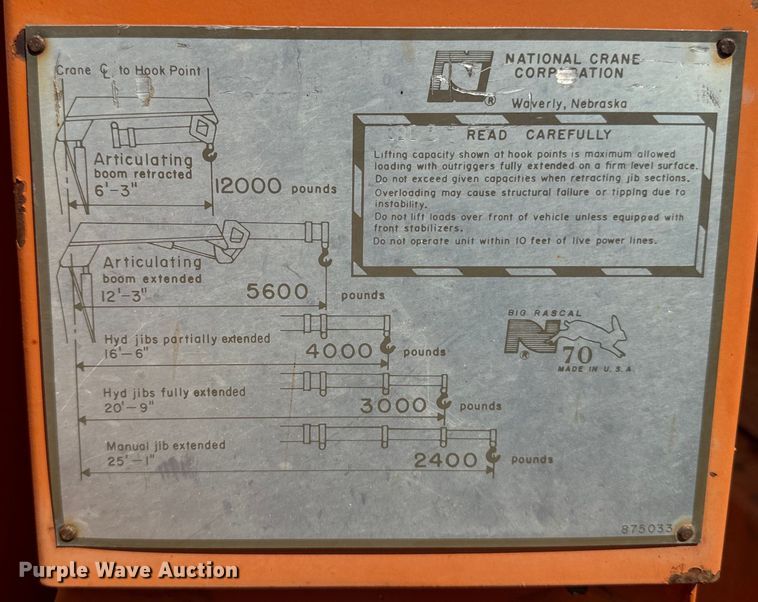 Crane ℄ to Hook Point
NATIONAL CRANE
CORPORATION
®
Waverly, Nebraska
READ CAREFULLY
Lifting capacity shown at hook points is maximum allowed
loading with outriggers fully extended on a firm level surface.
Do not exceed given capacities when retracting jib sections.
Overloading may cause structural failure or tipping due to
instability.
Do not lift loads over front of vehicle unless equipped with
front stabilizers.
Do not operate unit within 10 feet of live power lines.
Articulating
boom retracted
6'-3"
12000 pounds
Articulating
boom extended
12'-3"
5600 pounds
Hyd jibs partially extended
16'-6"
4000 pounds
Hyd jibs fully extended
20'-9"
3000 pounds
Manual jib extended
25'-1"
2400 pounds
BIG RASCAL
N 70
®
MADE IN U.S.A.
875033
Purple Wave Auction